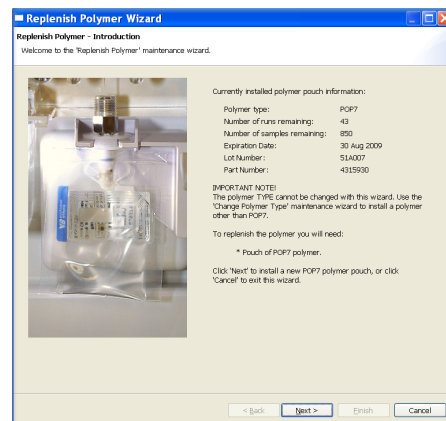 Replenish Polymer Wizard
Replenish Polymer - Introduction
Welcome to the 'Replenish Polymer' maintenance wizard.
Currently installed polymer pouch information:
Polymer type: POP7
Number of runs remaining: 43
Number of samples remaining: 850
Expiration Date: 30 Aug 2009
Lot Number: 51A007
Part Number: 4315930
IMPORTANT NOTE!
The polymer TYPE cannot be changed with this wizard. Use the
'Change Polymer Type' maintenance wizard to install a polymer
other than POP7.
To replenish the polymer you will need:
* Pouch of POP7 polymer.
Click 'Next' to install a new POP7 polymer pouch, or click
'Cancel' to exit this wizard.
< Back Next > Finish Cancel